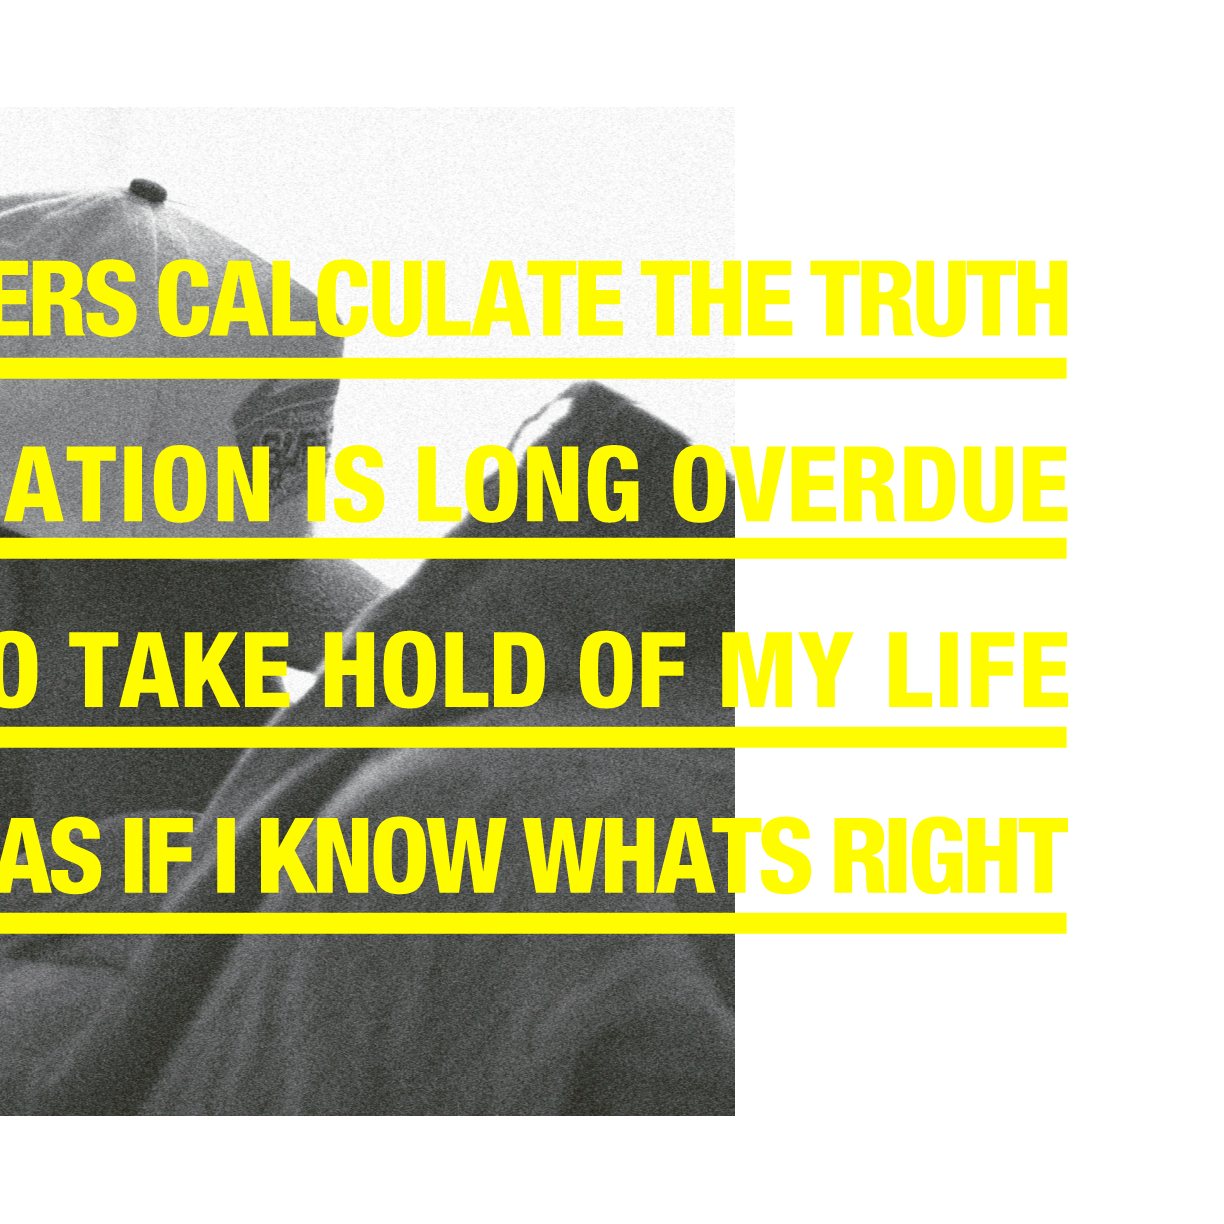 ERS CALCULATE THE TRUTH
ATION IS LONG OVERDUE
O TAKE HOLD OF MY LIFE
AS IF I KNOW WHATS RIGHT